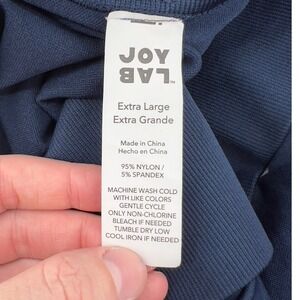 JOY
LAB™
Extra Large
Extra Grande
Made in China
Hecho en China
95% NYLON /
5% SPANDEX
MACHINE WASH COLD
WITH LIKE COLORS
GENTLE CYCLE
ONLY NON-CHLORINE
BLEACH IF NEEDED
TUMBLE DRY LOW
COOL IRON IF NEEDED